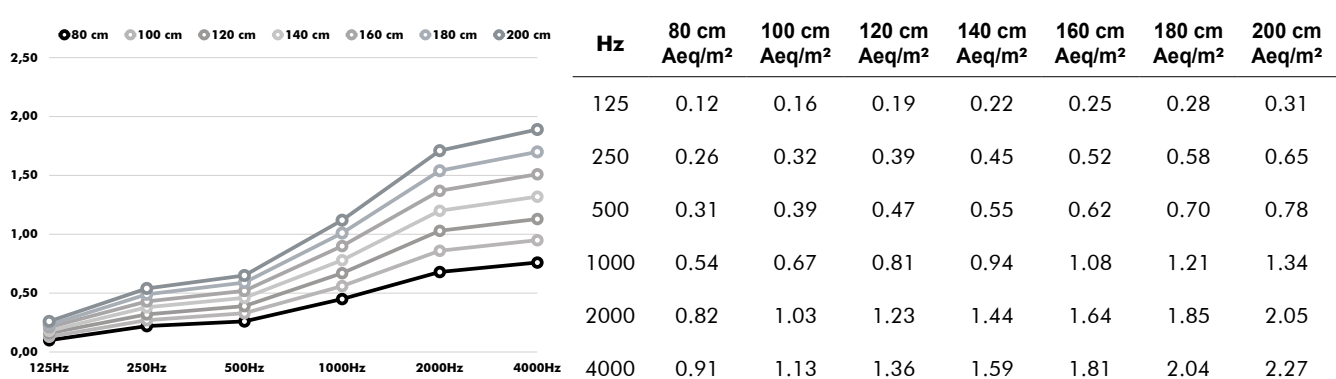 80 cm 100 cm 120 cm 140 cm 160 cm 180 cm 200 cm
2,50
2,00
1,50
1,00
0,50
0,00
125Hz 250Hz 500Hz 1000Hz 2000Hz 4000Hz
Hz 80 cm 100 cm 120 cm 140 cm 160 cm 180 cm 200 cm
Aeq/m² Aeq/m² Aeq/m² Aeq/m² Aeq/m² Aeq/m² Aeq/m²
125 0.12 0.16 0.19 0.22 0.25 0.28 0.31
250 0.26 0.32 0.39 0.45 0.52 0.58 0.65
500 0.31 0.39 0.47 0.55 0.62 0.70 0.78
1000 0.54 0.67 0.81 0.94 1.08 1.21 1.34
2000 0.82 1.03 1.23 1.44 1.64 1.85 2.05
4000 0.91 1.13 1.36 1.59 1.81 2.04 2.27